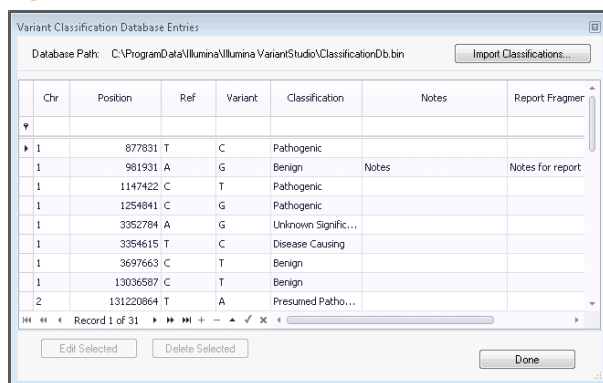 Variant Classification Database Entries
Database Path: C:\ProgramData\Illumina\Illumina VariantStudio\ClassificationDb.bin Import Classifications...
Chr Position Ref Variant Classification Notes Report Fragmer
1 877831 T C Pathogenic
1 981931 A G Benign Notes Notes for report
1 1147422 C T Pathogenic
1 1254841 C G Pathogenic
1 3352784 A G Unknown Signific...
1 3354615 T C Disease Causing
1 3697663 C T Benign
1 13036587 C T Benign
2 131220864 T A Presumed Patho...
Record 1 of 31
Edit Selected Delete Selected Done